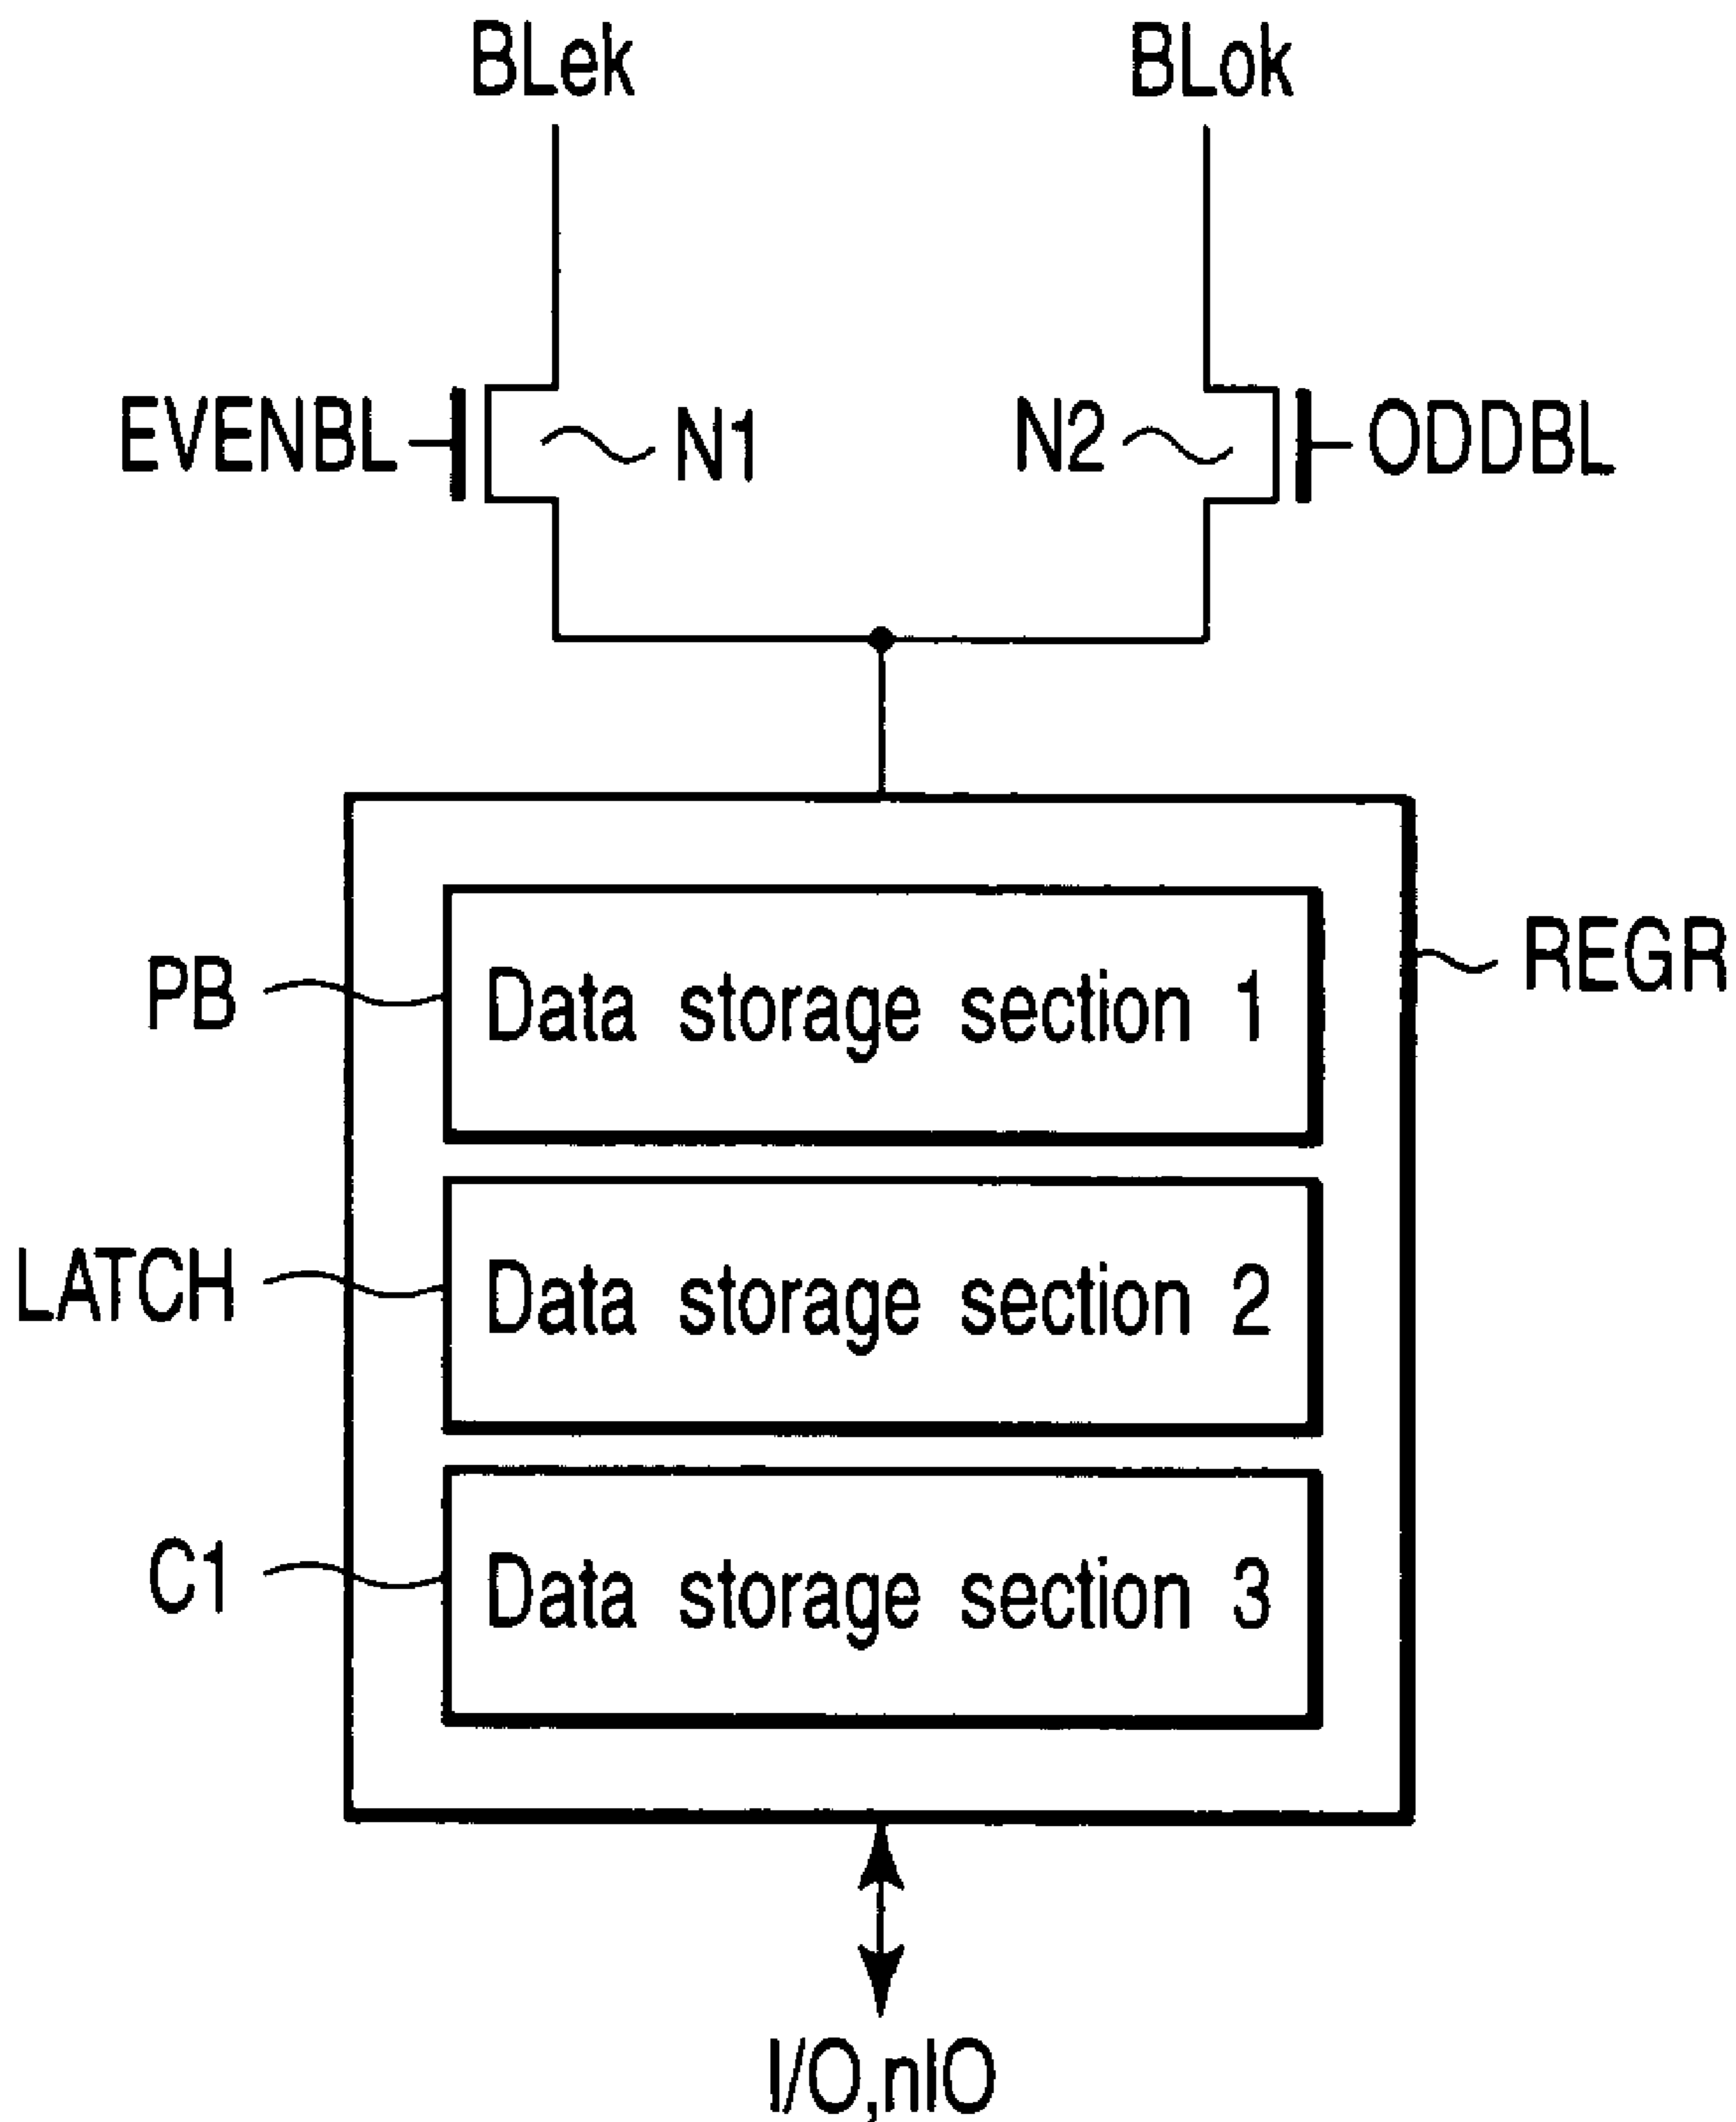 BLek
BLok
EVENBL
N1
N2
ODDBL
REGR
PB
Data storage section 1
LATCH
Data storage section 2
C1
Data storage section 3
I/O,nIO